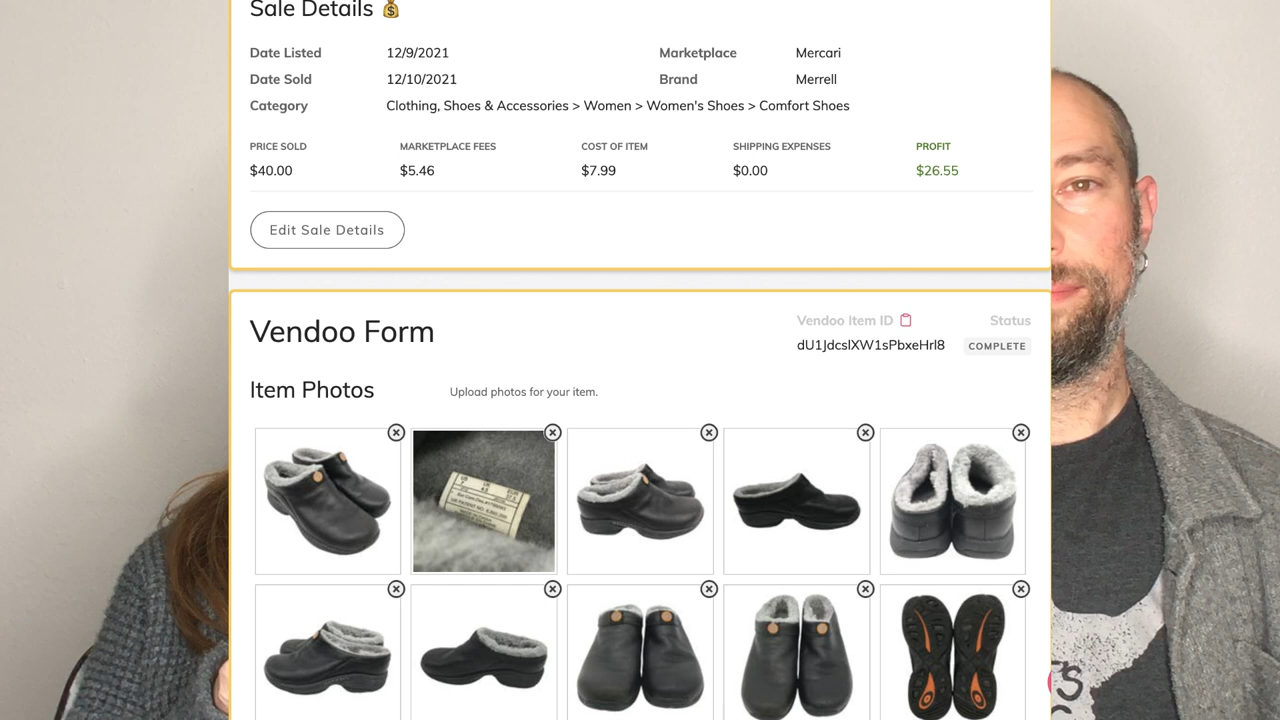 Sale Details 💰
Date Listed 12/9/2021 Marketplace Mercari
Date Sold 12/10/2021 Brand Merrell
Category Clothing, Shoes & Accessories > Women > Women's Shoes > Comfort Shoes
PRICE SOLD MARKETPLACE FEES COST OF ITEM SHIPPING EXPENSES PROFIT
$40.00 $5.46 $7.99 $0.00 $26.55
Edit Sale Details
Vendoo Form
Vendoo Item ID Status
dU1JdcslXW1sPbxeHrl8 COMPLETE
Item Photos Upload photos for your item.
US UK EUR